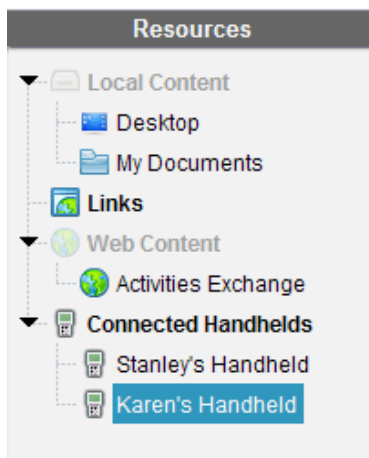 Resources
Local Content
Desktop
My Documents
Links
Web Content
Activities Exchange
Connected Handhelds
Stanley's Handheld
Karen's Handheld